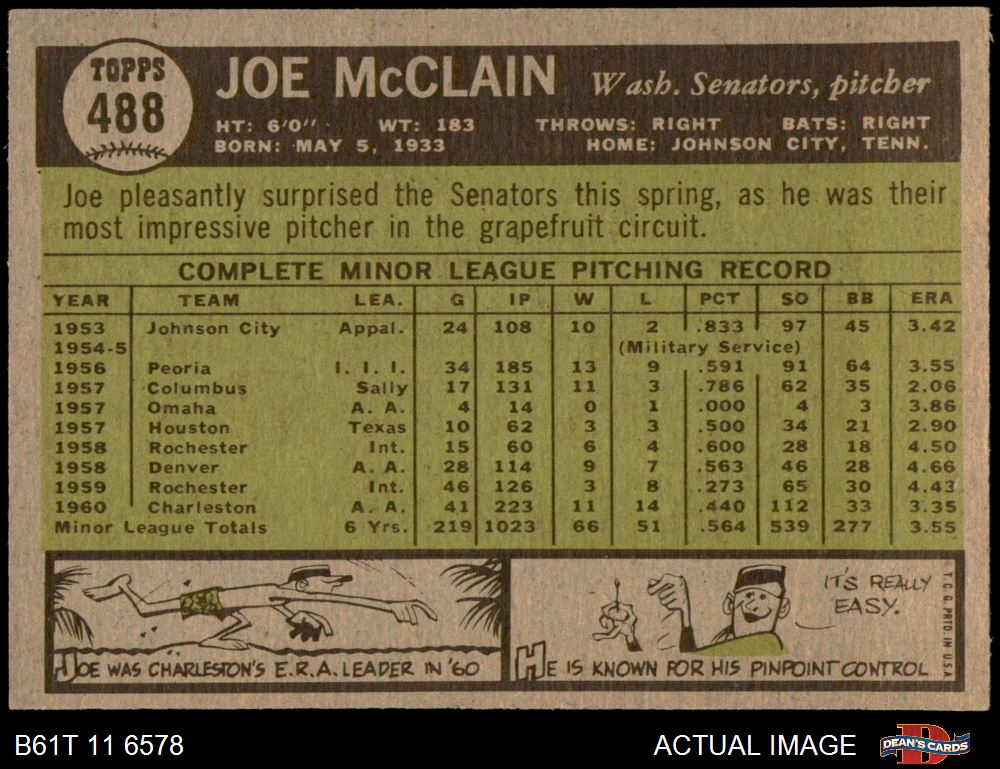 TOPPS
488
JOE McCLAIN Wash. Senators, pitcher
HT: 6'0" WT: 183 THROWS: RIGHT BATS: RIGHT
BORN: MAY 5, 1933 HOME: JOHNSON CITY, TENN.
Joe pleasantly surprised the Senators this spring, as he was their
most impressive pitcher in the grapefruit circuit.
COMPLETE MINOR LEAGUE PITCHING RECORD
YEAR TEAM LEA. G IP W L PCT SO BB ERA
1953 Johnson City Appal. 24 108 10 2 .833 97 45 3.42
1954-5 (Military Service)
1956 Peoria I. I. I. 34 185 13 9 .591 91 64 3.55
1957 Columbus Sally 17 131 11 3 .786 62 35 2.06
1957 Omaha A. A. 4 14 0 1 .000 4 3 3.86
1957 Houston Texas 10 62 3 3 .500 34 21 2.90
1958 Rochester Int. 15 60 6 4 .600 28 18 4.50
1958 Denver A. A. 28 114 9 7 .563 46 28 4.66
1959 Rochester Int. 46 126 3 8 .273 65 30 4.43
1960 Charleston A. A. 41 223 11 14 .440 112 33 3.35
Minor League Totals 6 Yrs. 219 1023 66 51 .564 539 277 3.55
JOE WAS CHARLESTON'S E.R.A. LEADER IN '60
IT'S REALLY
EASY.
HE IS KNOWN FOR HIS PINPOINT CONTROL
© T.C.G. PRTD. IN U.S.A.
B61T 11 6578
ACTUAL IMAGE
B
DEAN'S CARDS